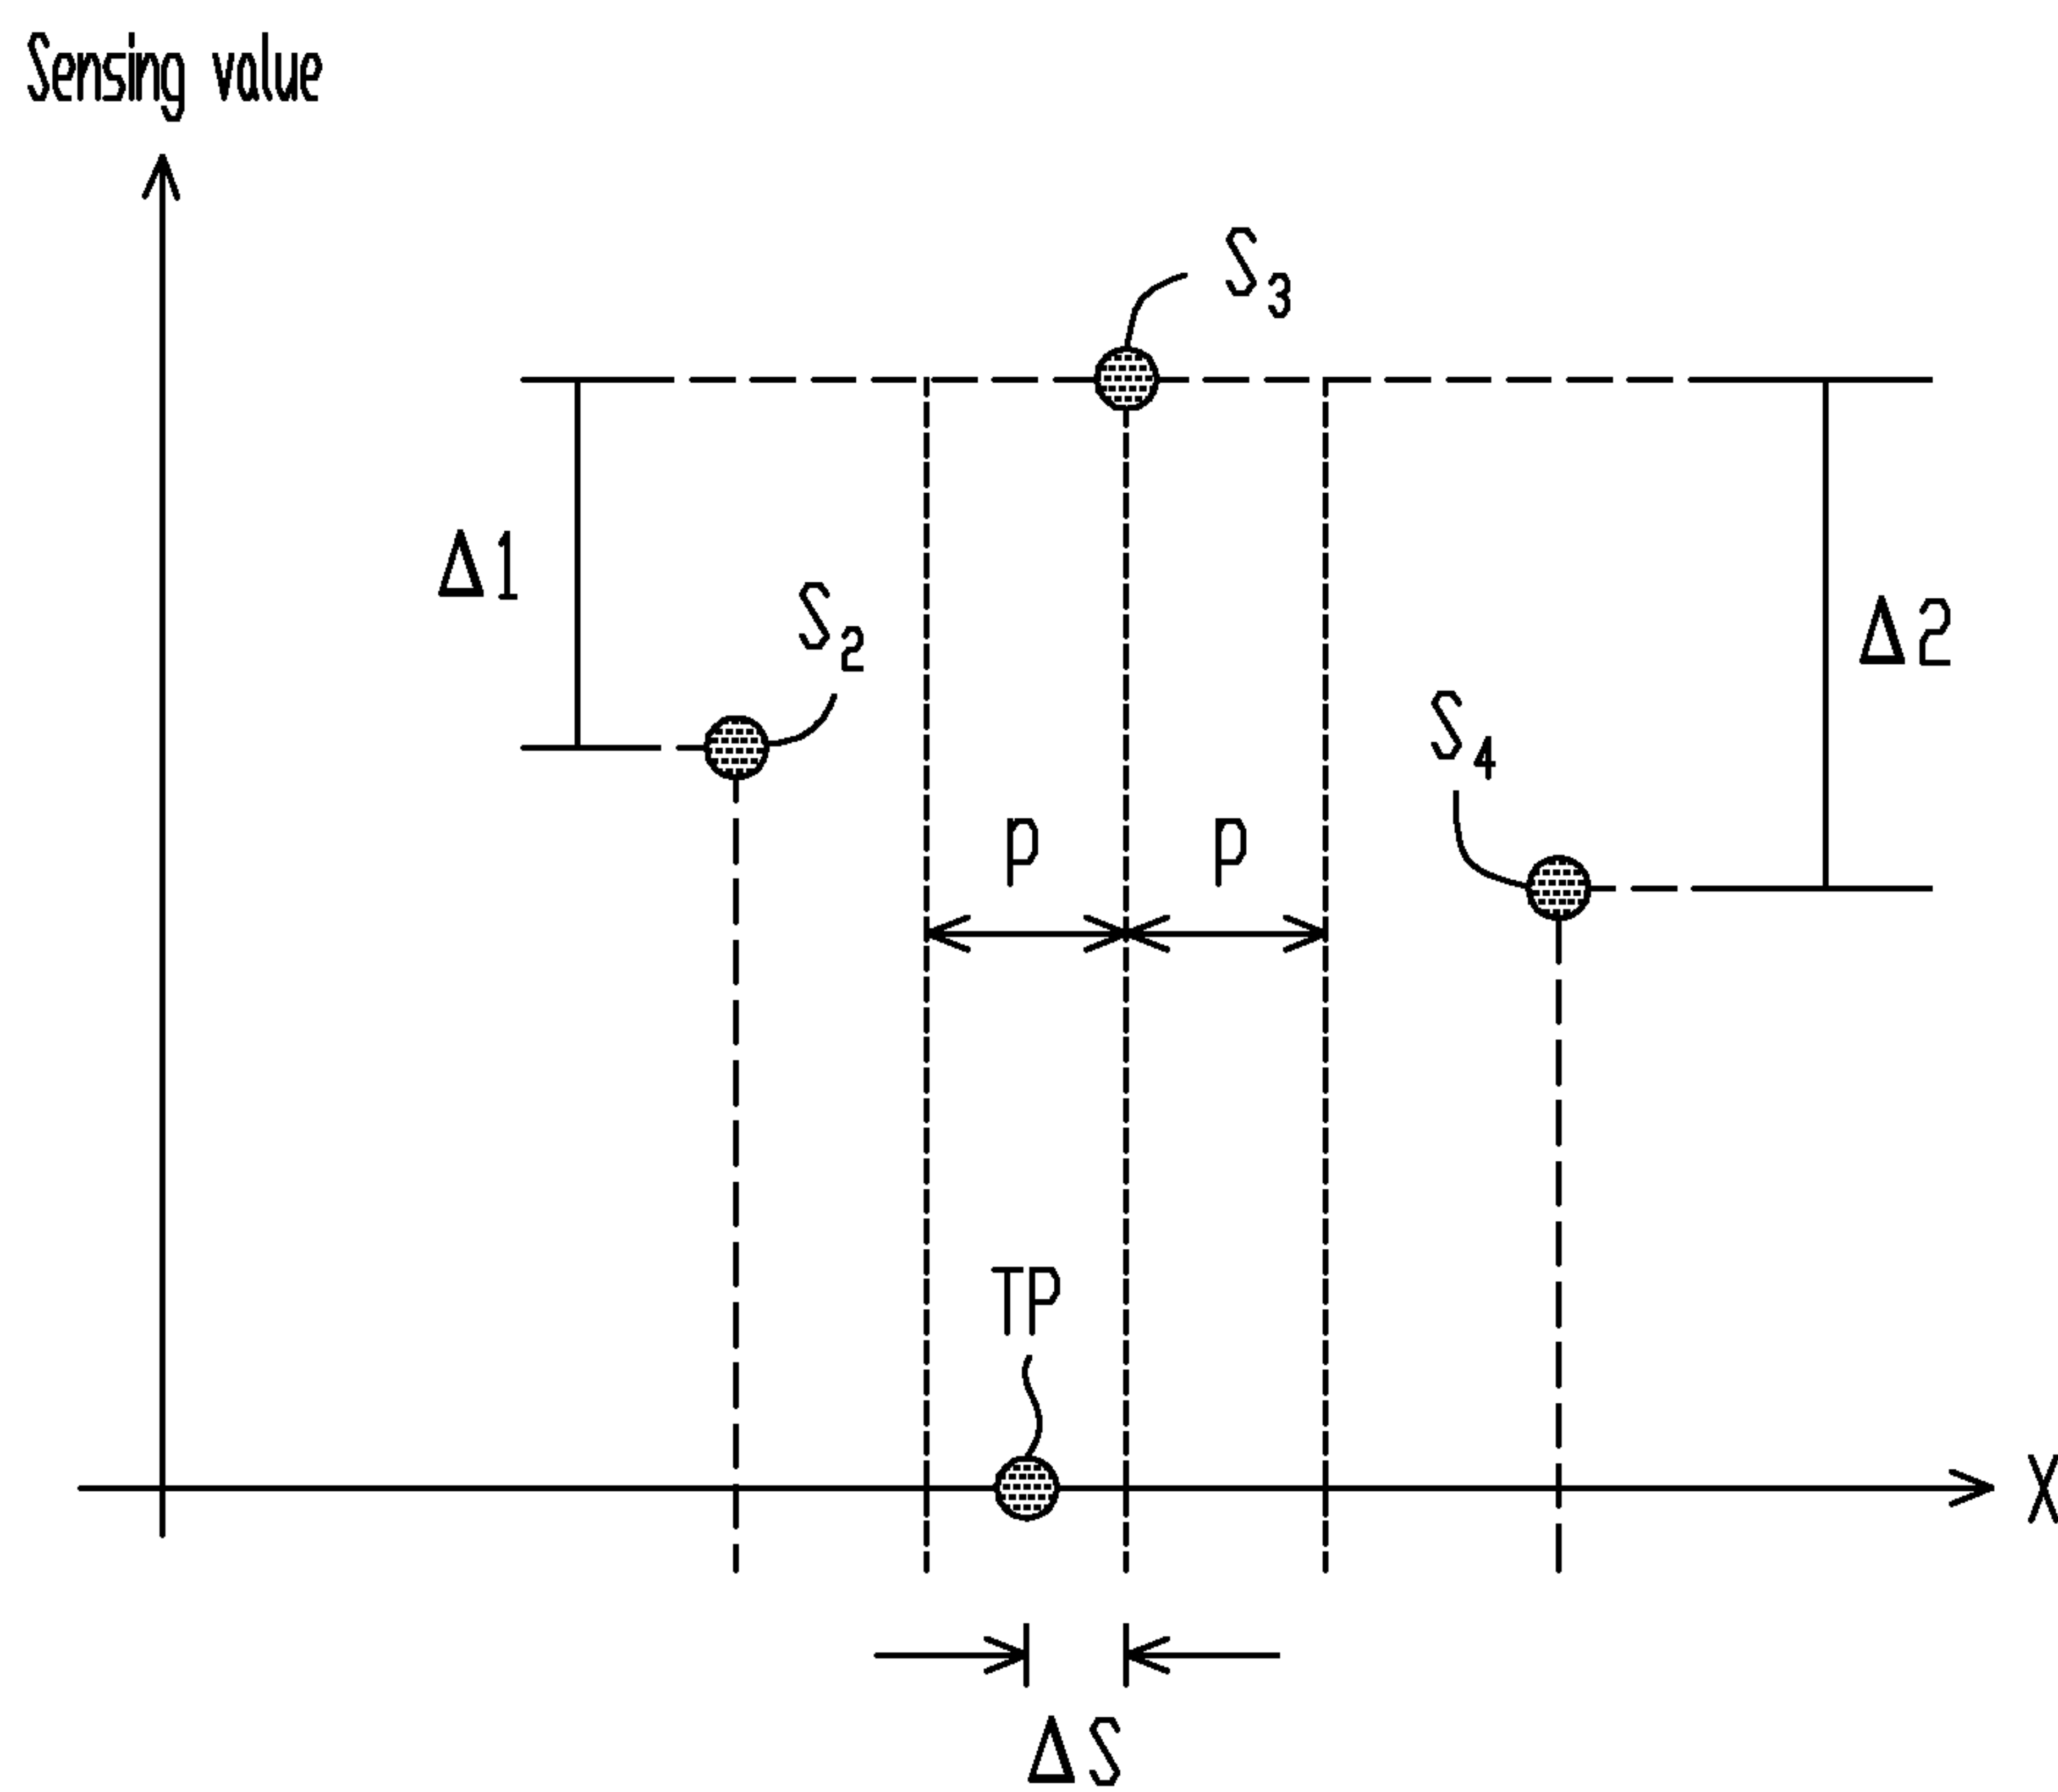 Sensing value
S3
Δ1
S2
Δ2
S4
P
P
TP
X
ΔS